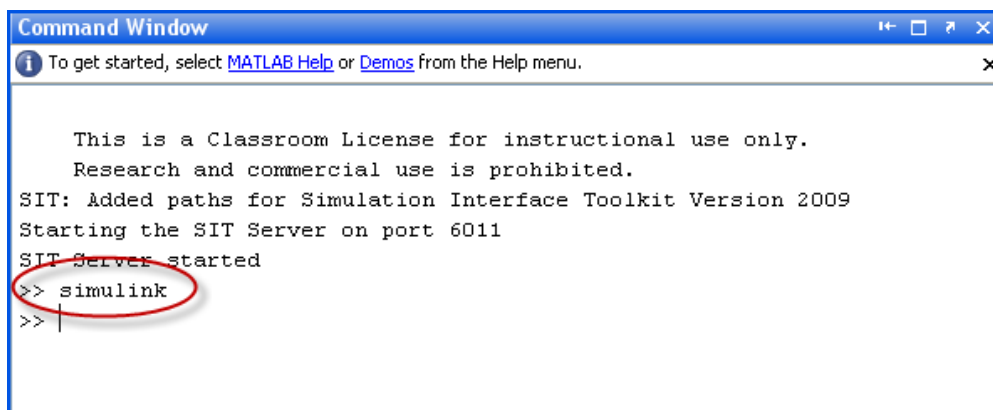 Command Window
To get started, select MATLAB Help or Demos from the Help menu.
This is a Classroom License for instructional use only.
Research and commercial use is prohibited.
SIT: Added paths for Simulation Interface Toolkit Version 2009
Starting the SIT Server on port 6011
SIT Server started
>> simulink
>>